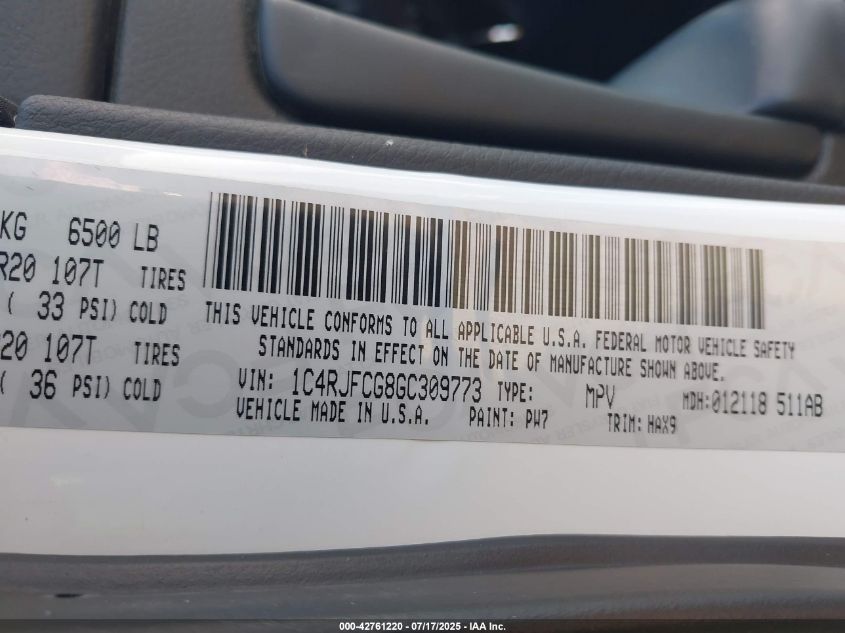 KG 6500 LB
R20 107T TIRES
( 33 PSI) COLD
20 107T TIRES
( 36 PSI) COLD
THIS VEHICLE CONFORMS TO ALL APPLICABLE U.S.A. FEDERAL MOTOR VEHICLE SAFETY
STANDARDS IN EFFECT ON THE DATE OF MANUFACTURE SHOWN ABOVE.
VIN: 1C4RJFCG8GC309773 TYPE: MPV MDH:012118 511AB
VEHICLE MADE IN U.S.A. PAINT: PW7 TRIM: HAX9
000-42761220 - 07/17/2025 - IAA Inc.